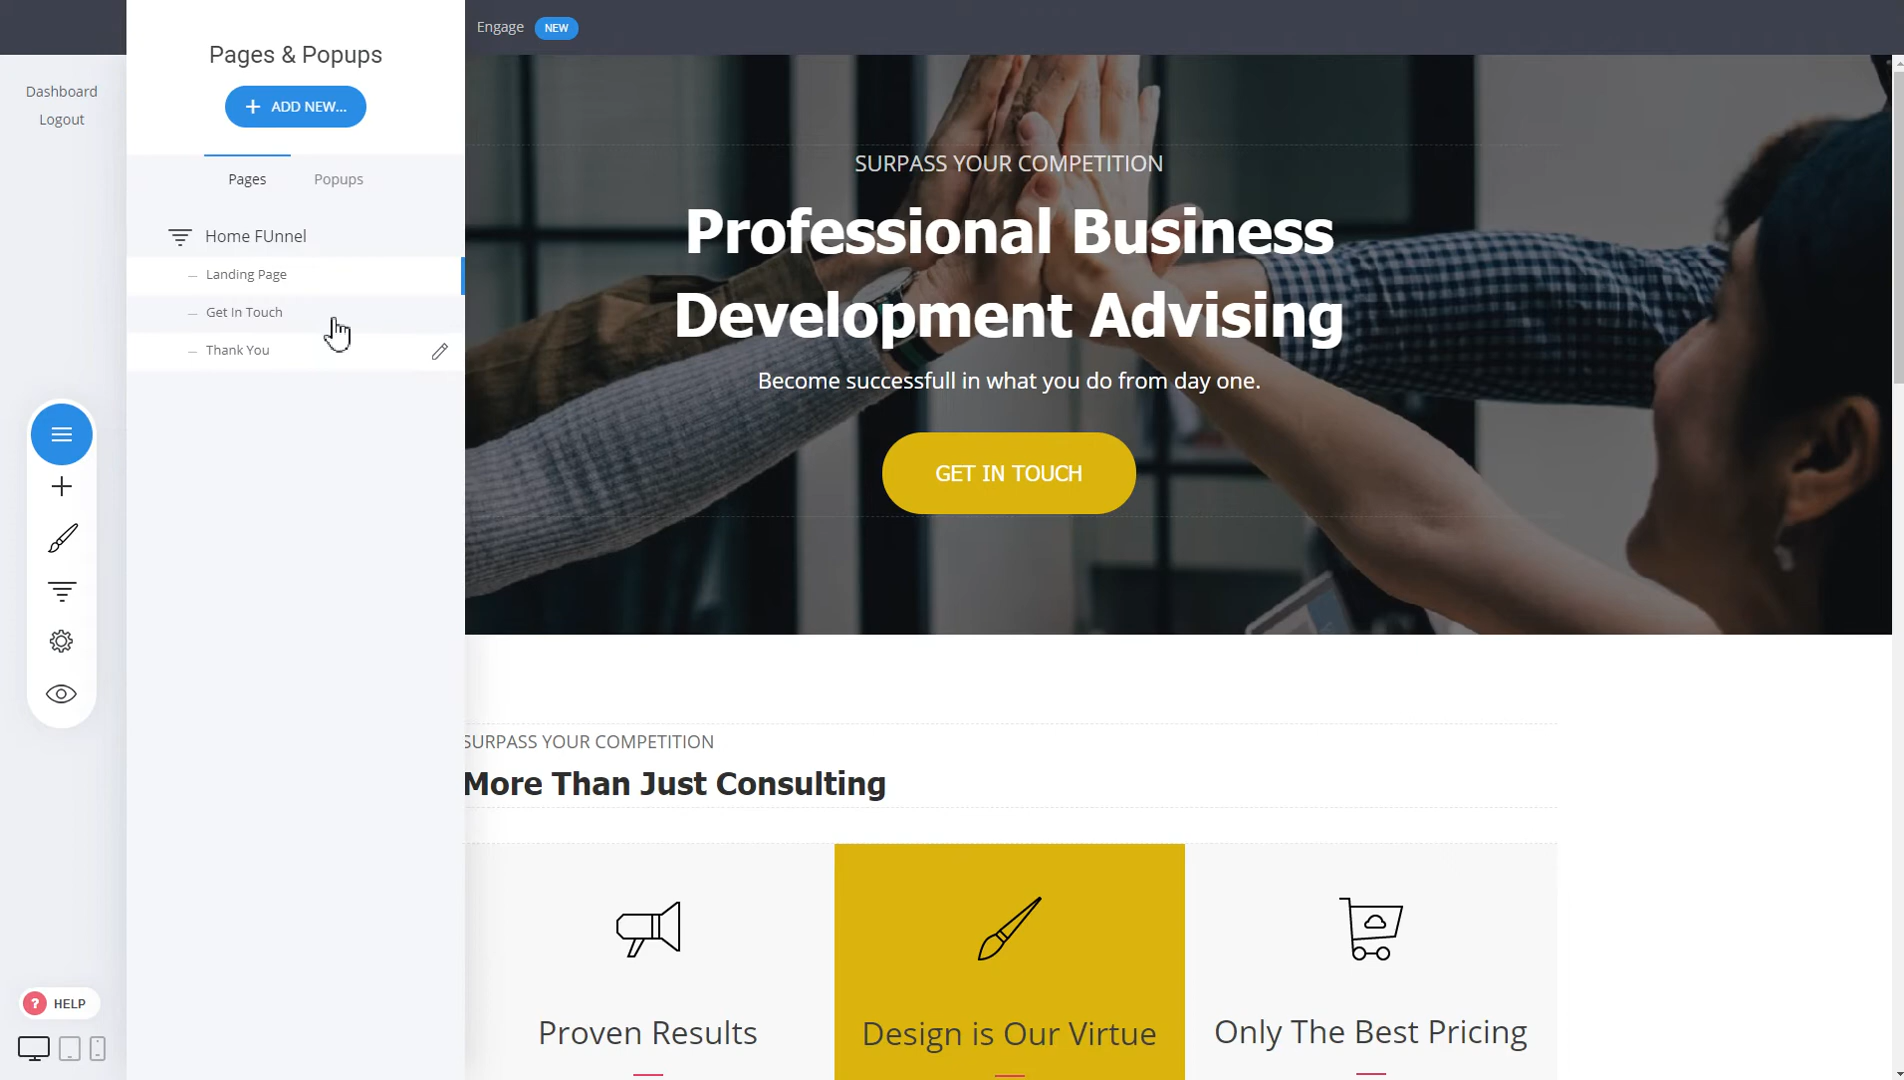 Engage NEW
Dashboard
Logout
Pages & Popups
ADD NEW...
Pages Popups
Home FUnnel
Landing Page
Get In Touch
Thank You
? HELP
SURPASS YOUR COMPETITION
Professional Business
Development Advising
Become successfull in what you do from day one.
GET IN TOUCH
SURPASS YOUR COMPETITION
More Than Just Consulting
Proven Results
Design is Our Virtue
Only The Best Pricing